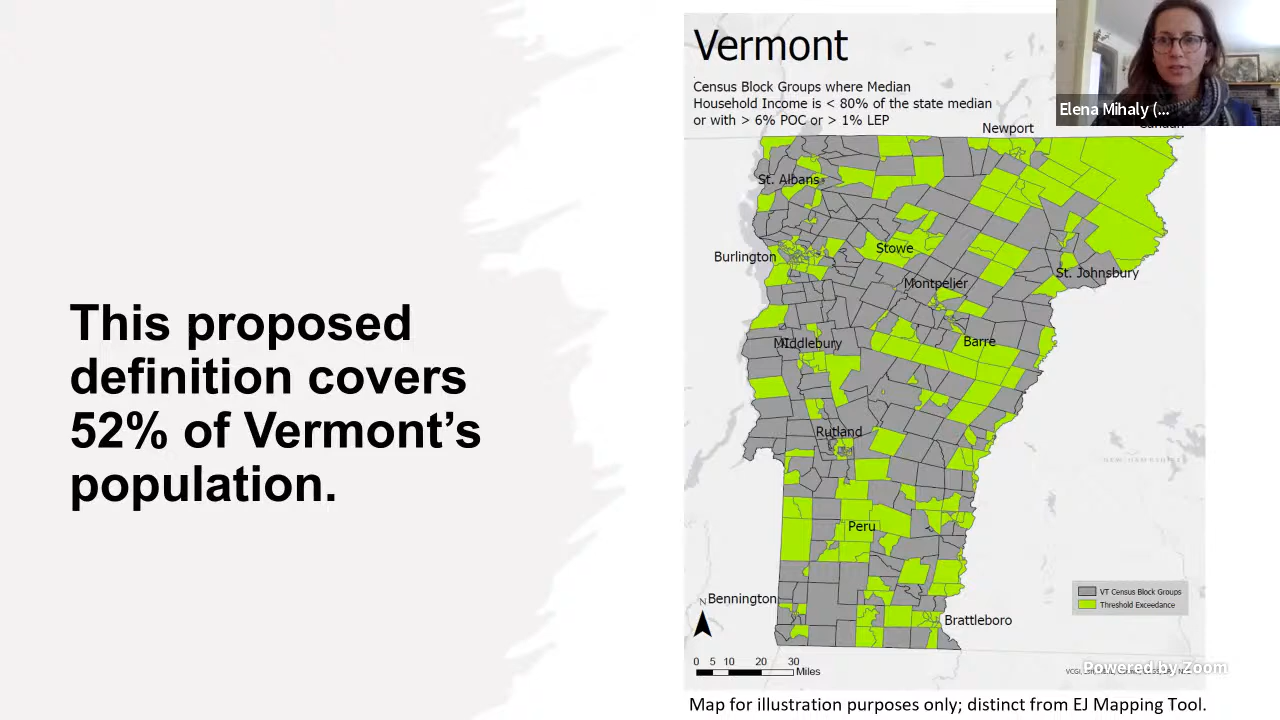 This proposed
definition covers
52% of Vermont’s
population.
Vermont
Census Block Groups where Median
Household Income is < 80% of the state median
or with > 6% POC or > 1% LEP
Elena Mihaly (...
Newport
St. Albans
Burlington
Stowe
Montpelier
St. Johnsbury
Middlebury
Barre
Rutland
NEW HAMPSHIRE
Peru
Bennington
Brattleboro
N
VT Census Block Groups
Threshold Exceedance
0 5 10 20 30
Miles
Powered by Zoom
Map for illustration purposes only; distinct from EJ Mapping Tool.